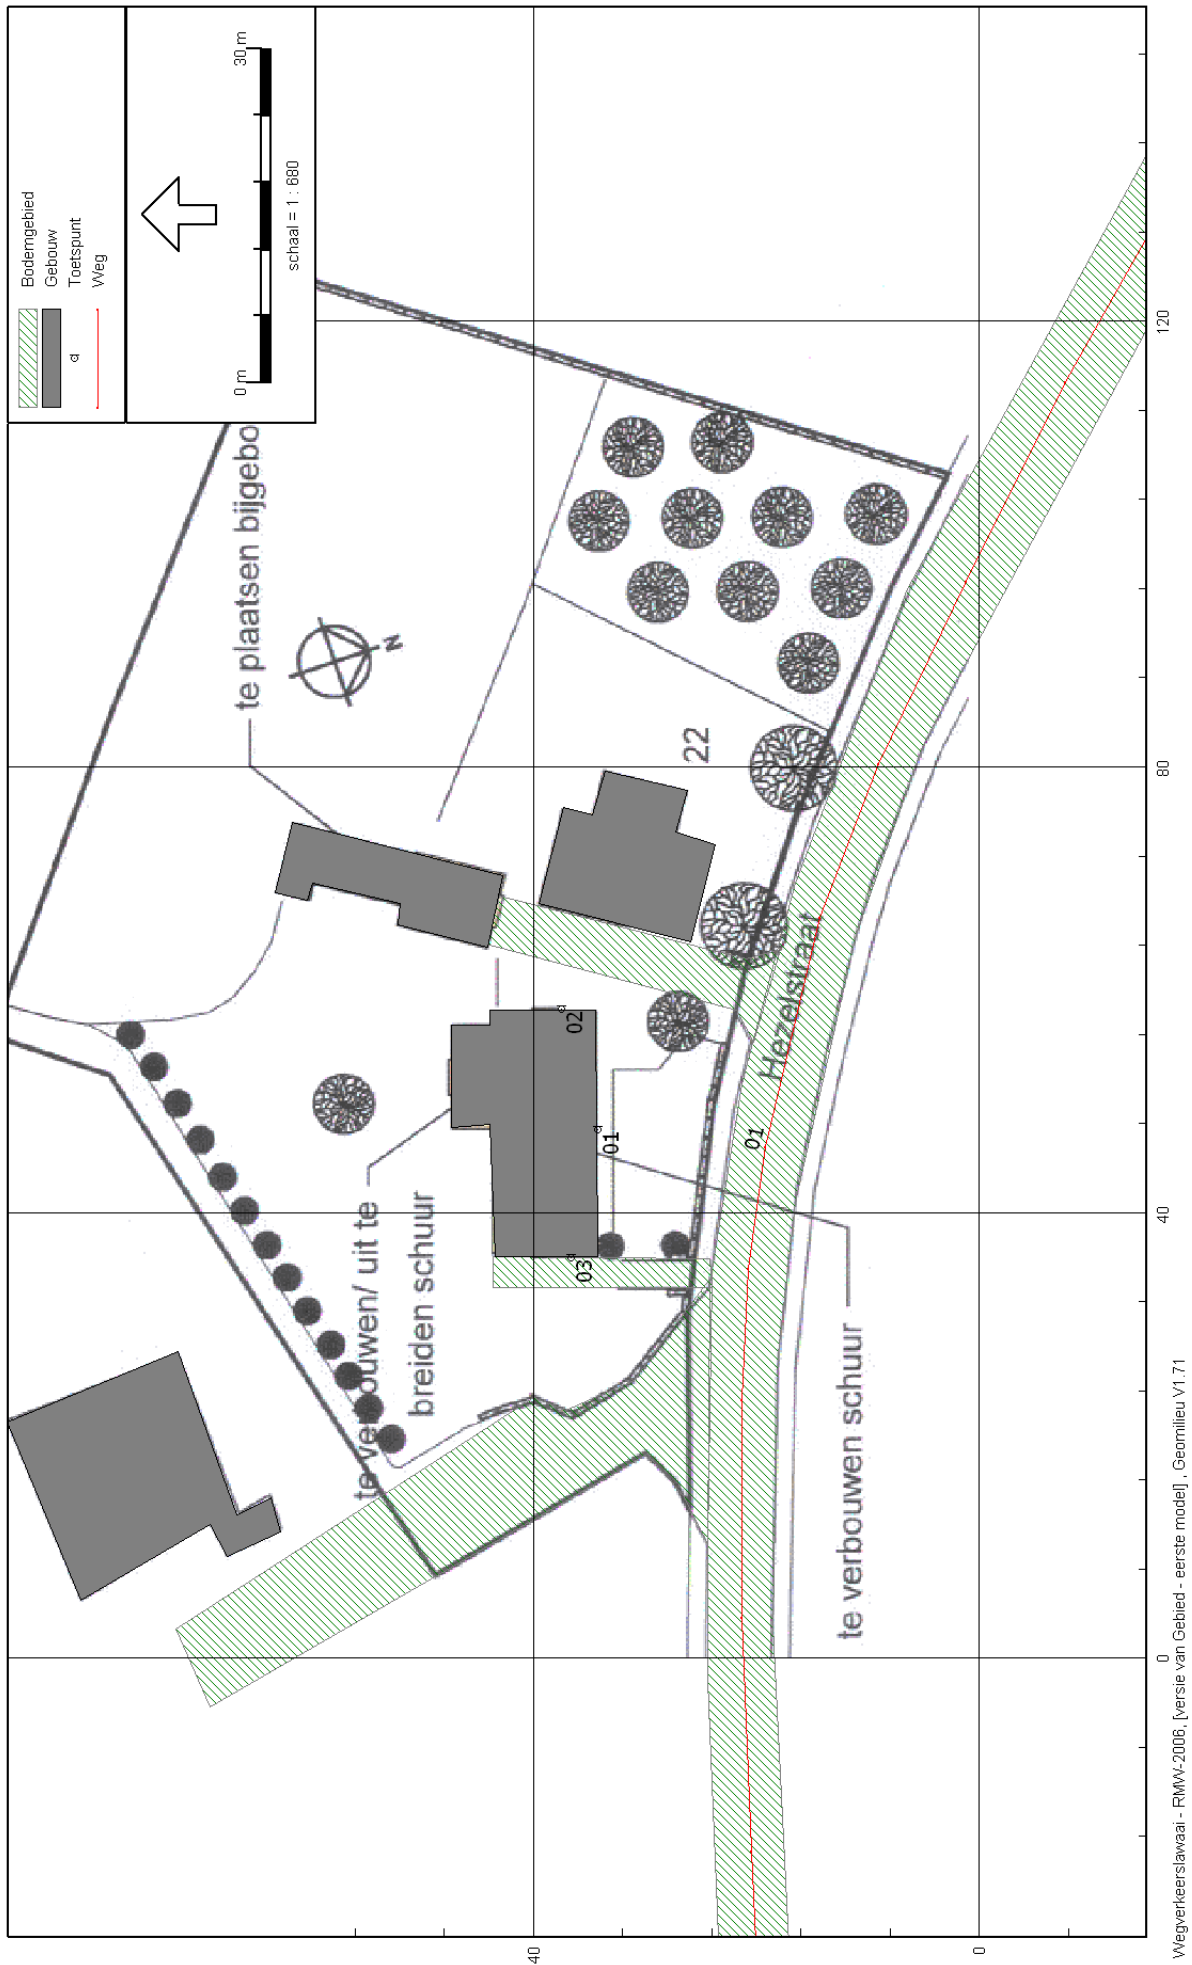 Bodemgebied
Gebouw
Toetspunt
Weg
0 m
30 m
schaal = 1 : 680
te plaatsen bijgebo
N
22
02
01
03
te verbouwen/ uit te
breiden schuur
Hezelstraat
01
te verbouwen schuur
40
0
0
40
80
120
Wegverkeerslawaai - RMW-2006, [versie van Gebied - eerste model] , Geomilieu V1.71